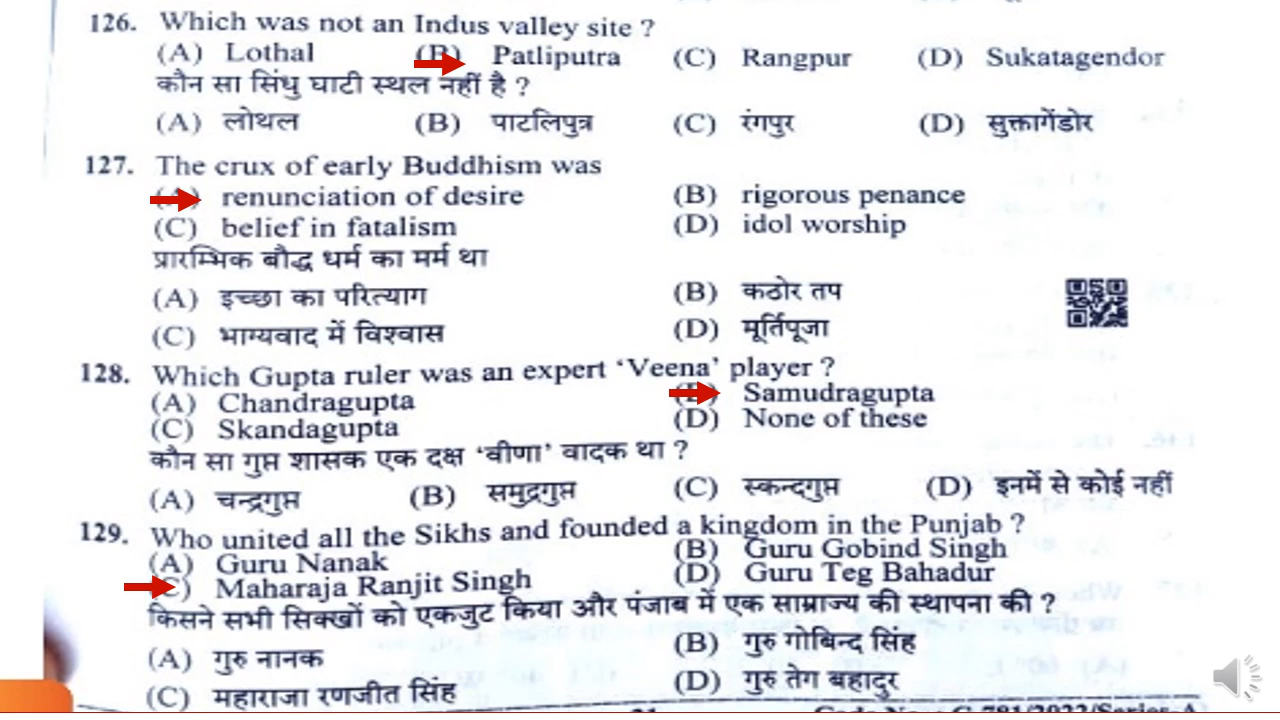 126. Which was not an Indus valley site ?
(A) Lothal (B) Patliputra (C) Rangpur (D) Sukatagendor
कौन सा सिंधु घाटी स्थल नहीं है ?
(A) लोथल (B) पाटलिपुत्र (C) रंगपुर (D) सुक्तागेंडोर
127. The crux of early Buddhism was
renunciation of desire (B) rigorous penance
(C) belief in fatalism (D) idol worship
प्रारम्भिक बौद्ध धर्म का मर्म था
(A) इच्छा का परित्याग (B) कठोर तप
(C) भाग्यवाद में विश्वास (D) मूर्तिपूजा
128. Which Gupta ruler was an expert ‘Veena’ player ?
(A) Chandragupta Samudragupta
(C) Skandagupta (D) None of these
कौन सा गुप्त शासक एक दक्ष ‘वीणा’ वादक था ?
(A) चन्द्रगुप्त (B) समुद्रगुप्त (C) स्कन्दगुप्त (D) इनमें से कोई नहीं
129. Who united all the Sikhs and founded a kingdom in the Punjab ?
(A) Guru Nanak (B) Guru Gobind Singh
(C) Maharaja Ranjit Singh (D) Guru Teg Bahadur
किसने सभी सिक्खों को एकजुट किया और पंजाब में एक साम्राज्य की स्थापना की ?
(A) गुरु नानक (B) गुरु गोबिन्द सिंह
(C) महाराजा रणजीत सिंह (D) गुरु तेग बहादुर